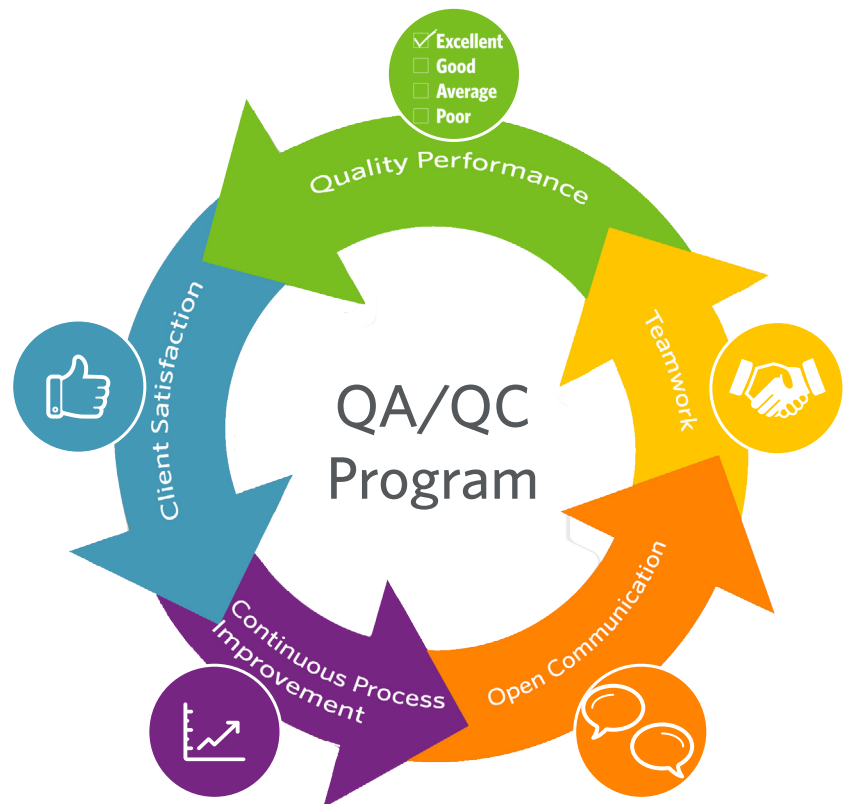 Excellent
Good
Average
Poor
Quality Performance
Client Satisfaction
Teamwork
QA/QC
Program
Continuous Process
Improvement
Open Communication